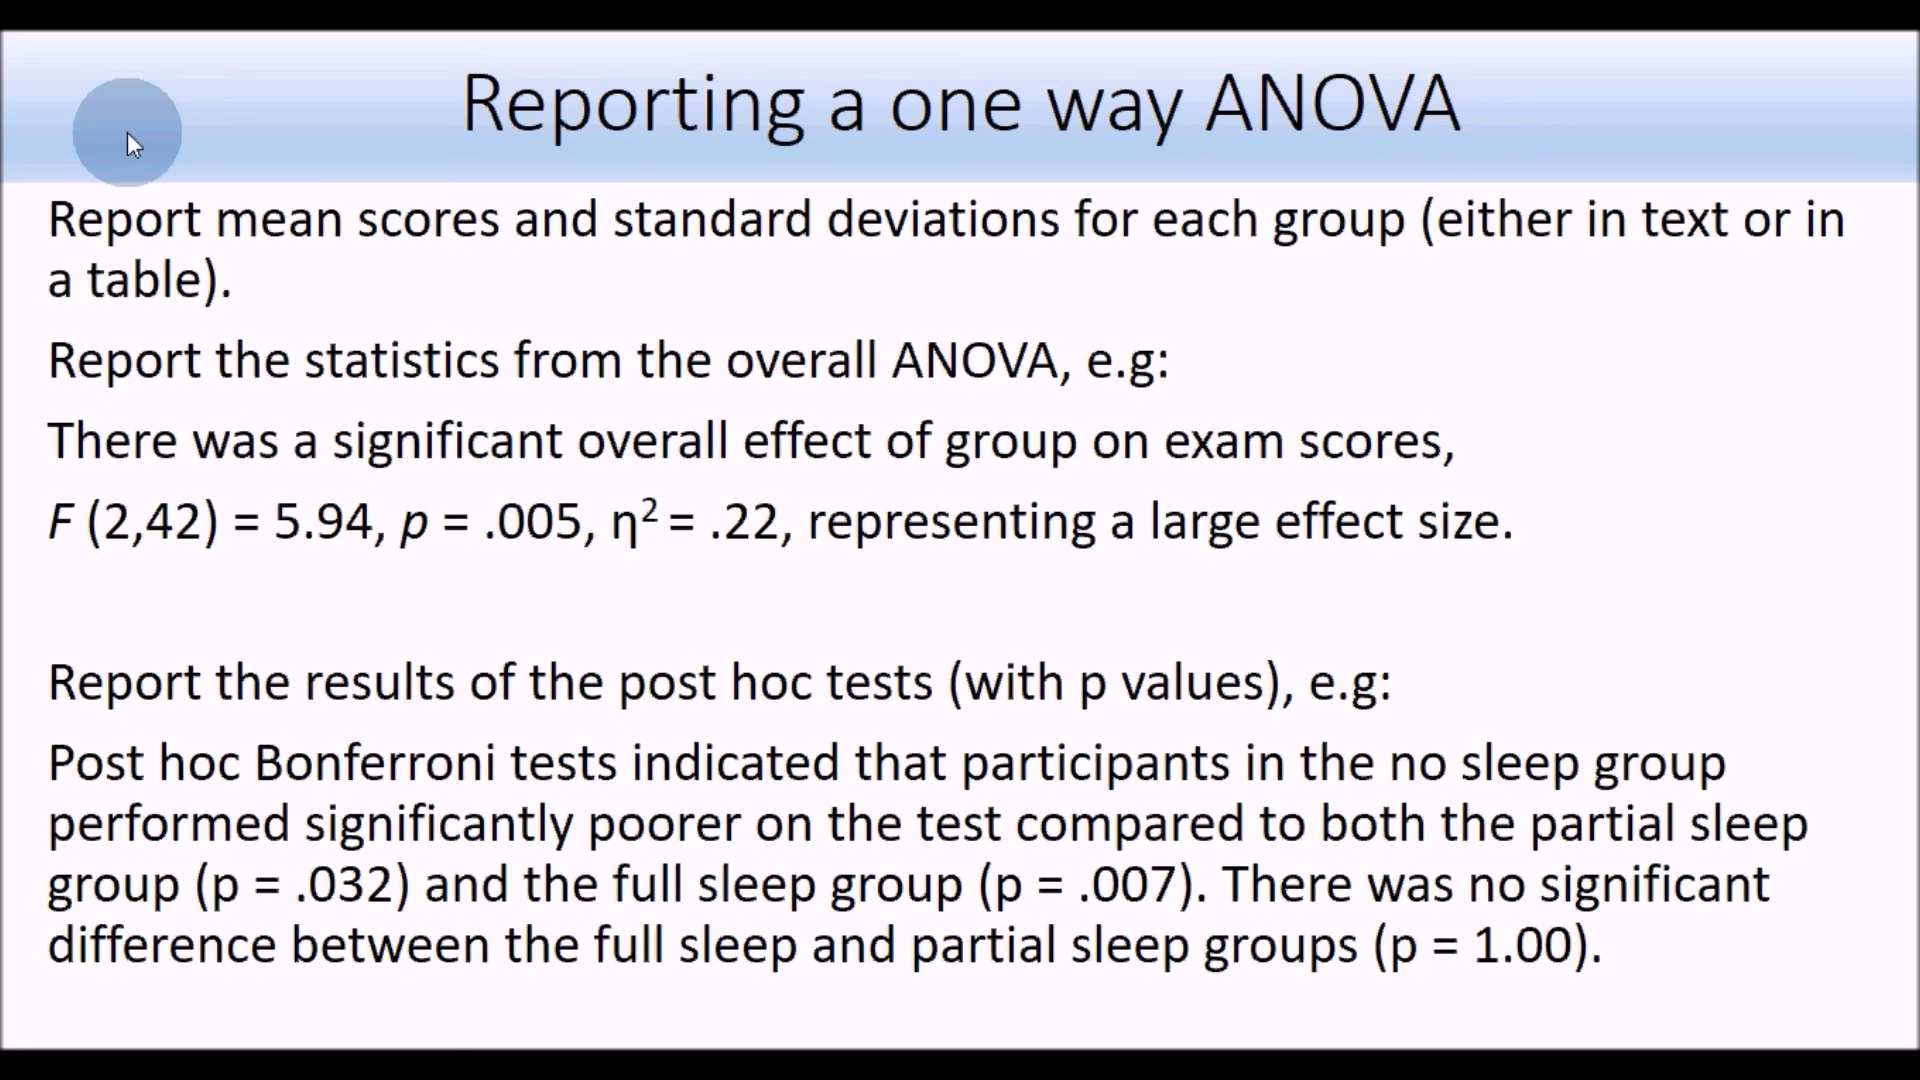 Reporting a one way ANOVA
Report mean scores and standard deviations for each group (either in text or in
a table).
Report the statistics from the overall ANOVA, e.g:
There was a significant overall effect of group on exam scores,
F (2,42) = 5.94, p = .005, η² = .22, representing a large effect size.
Report the results of the post hoc tests (with p values), e.g:
Post hoc Bonferroni tests indicated that participants in the no sleep group
performed significantly poorer on the test compared to both the partial sleep
group (p = .032) and the full sleep group (p = .007). There was no significant
difference between the full sleep and partial sleep groups (p = 1.00).